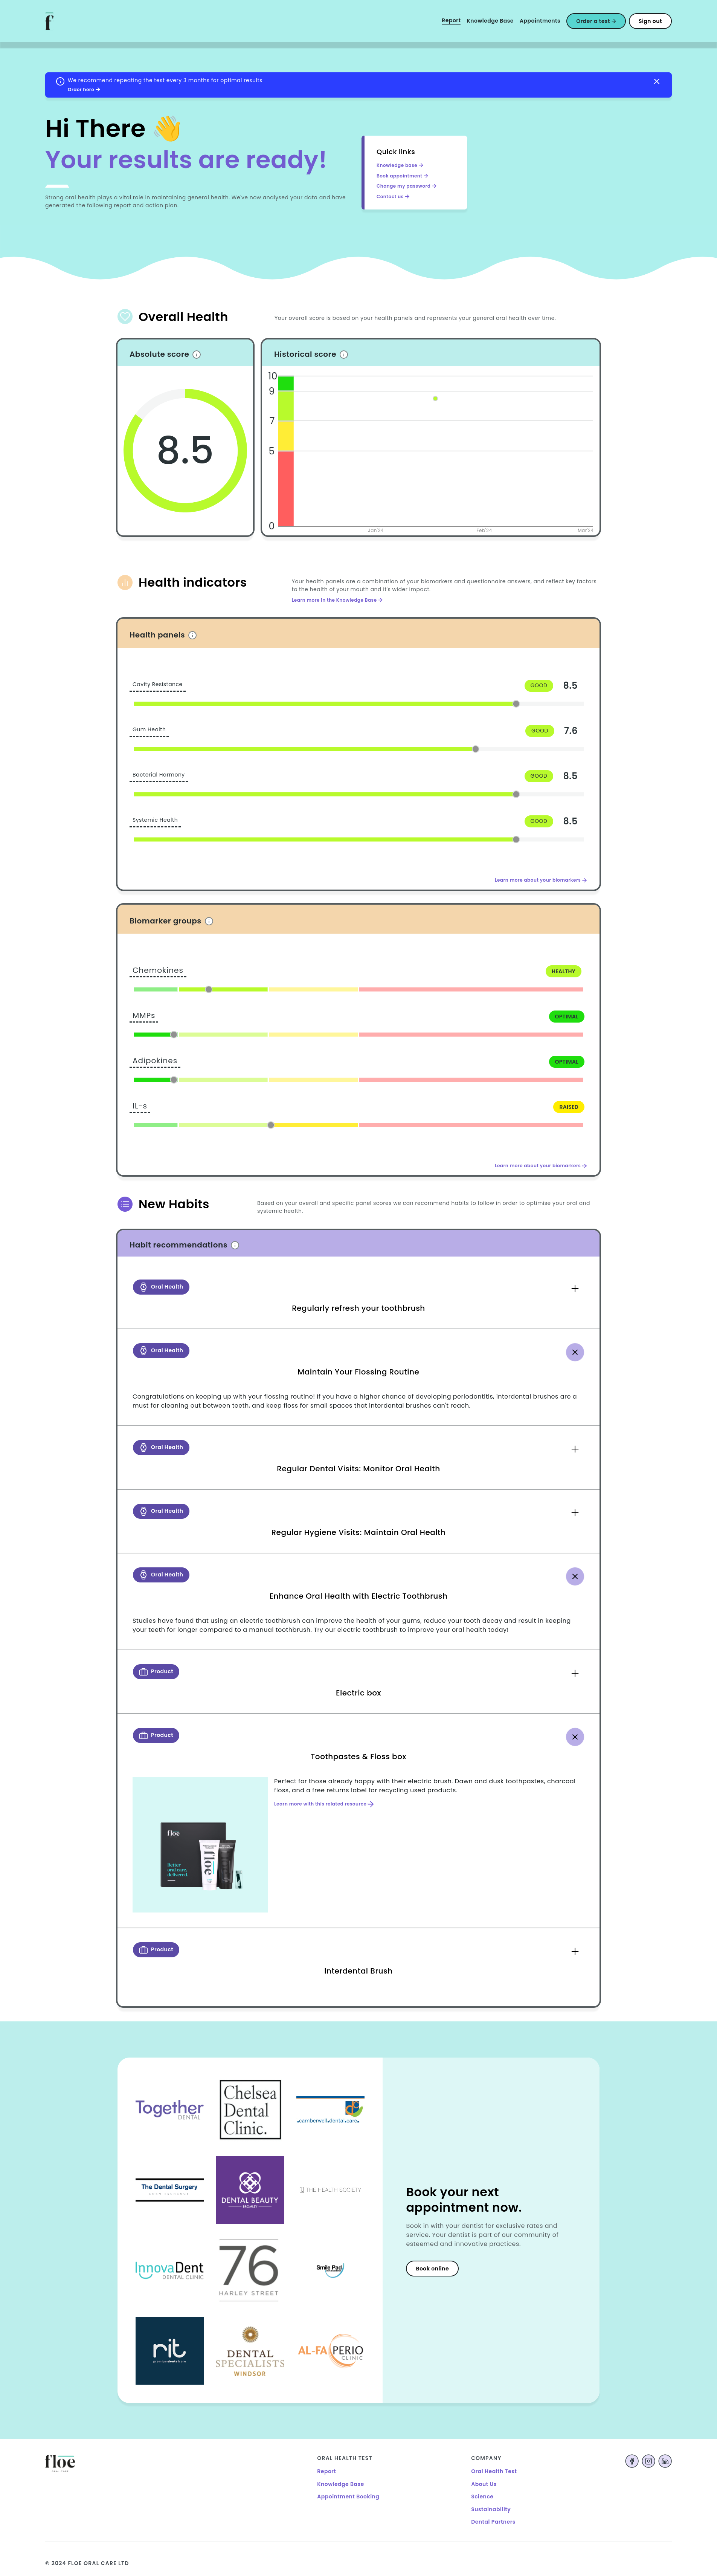 f
Report
Knowledge Base
Appointments
Order a test →
Sign out
We recommend repeating the test every 3 months for optimal results
Order here →
Hi There 👋
Your results are ready!
Strong oral health plays a vital role in maintaining general health. We've now analysed your data and have
generated the following report and action plan.
Quick links
Knowledge base →
Book appointment →
Change my password →
Contact us →
Overall Health
Your overall score is based on your health panels and represents your general oral health over time.
Absolute score
8.5
Historical score
10
9
7
5
0
Jan'24
Feb'24
Mar'24
Health indicators
Your health panels are a combination of your biomarkers and questionnaire answers, and reflect key factors
to the health of your mouth and it's wider impact.
Learn more in the Knowledge Base →
Health panels
Cavity Resistance
GOOD
8.5
Gum Health
GOOD
7.6
Bacterial Harmony
GOOD
8.5
Systemic Health
GOOD
8.5
Learn more about your biomarkers →
Biomarker groups
Chemokines
HEALTHY
MMPs
OPTIMAL
Adipokines
OPTIMAL
IL-s
RAISED
Learn more about your biomarkers →
New Habits
Based on your overall and specific panel scores we can recommend habits to follow in order to optimise your oral and
systemic health.
Habit recommendations
Oral Health
Regularly refresh your toothbrush
Oral Health
Maintain Your Flossing Routine
Congratulations on keeping up with your flossing routine! If you have a higher chance of developing periodontitis, interdental brushes are a
must for cleaning out between teeth, and keep floss for small spaces that interdental brushes can't reach.
Oral Health
Regular Dental Visits: Monitor Oral Health
Oral Health
Regular Hygiene Visits: Maintain Oral Health
Oral Health
Enhance Oral Health with Electric Toothbrush
Studies have found that using an electric toothbrush can improve the health of your gums, reduce your tooth decay and result in keeping
your teeth for longer compared to a manual toothbrush. Try our electric toothbrush to improve your oral health today!
Product
Electric box
Product
Toothpastes & Floss box
floe
Better
oral care,
delivered.
floe
Perfect for those already happy with their electric brush. Dawn and dusk toothpastes, charcoal
floss, and a free returns label for recycling used products.
Learn more with this related resource →
Product
Interdental Brush
Together
DENTAL
Chelsea
Dental
Clinic.
camberwell dental care
The Dental Surgery
DENTAL BEAUTY
BROMLEY
THE HEALTH SOCIETY
InnovaDent
DENTAL CLINIC
76
HARLEY STREET
Smile Pad
rit
premium dental care
DENTAL
SPECIALISTS
WINDSOR
AL-FA PERIO
CLINIC
Book your next
appointment now.
Book in with your dentist for exclusive rates and
service. Your dentist is part of our community of
esteemed and innovative practices.
Book online
floe
ORAL HEALTH TEST
Report
Knowledge Base
Appointment Booking
COMPANY
Oral Health Test
About Us
Science
Sustainability
Dental Partners
© 2024 FLOE ORAL CARE LTD